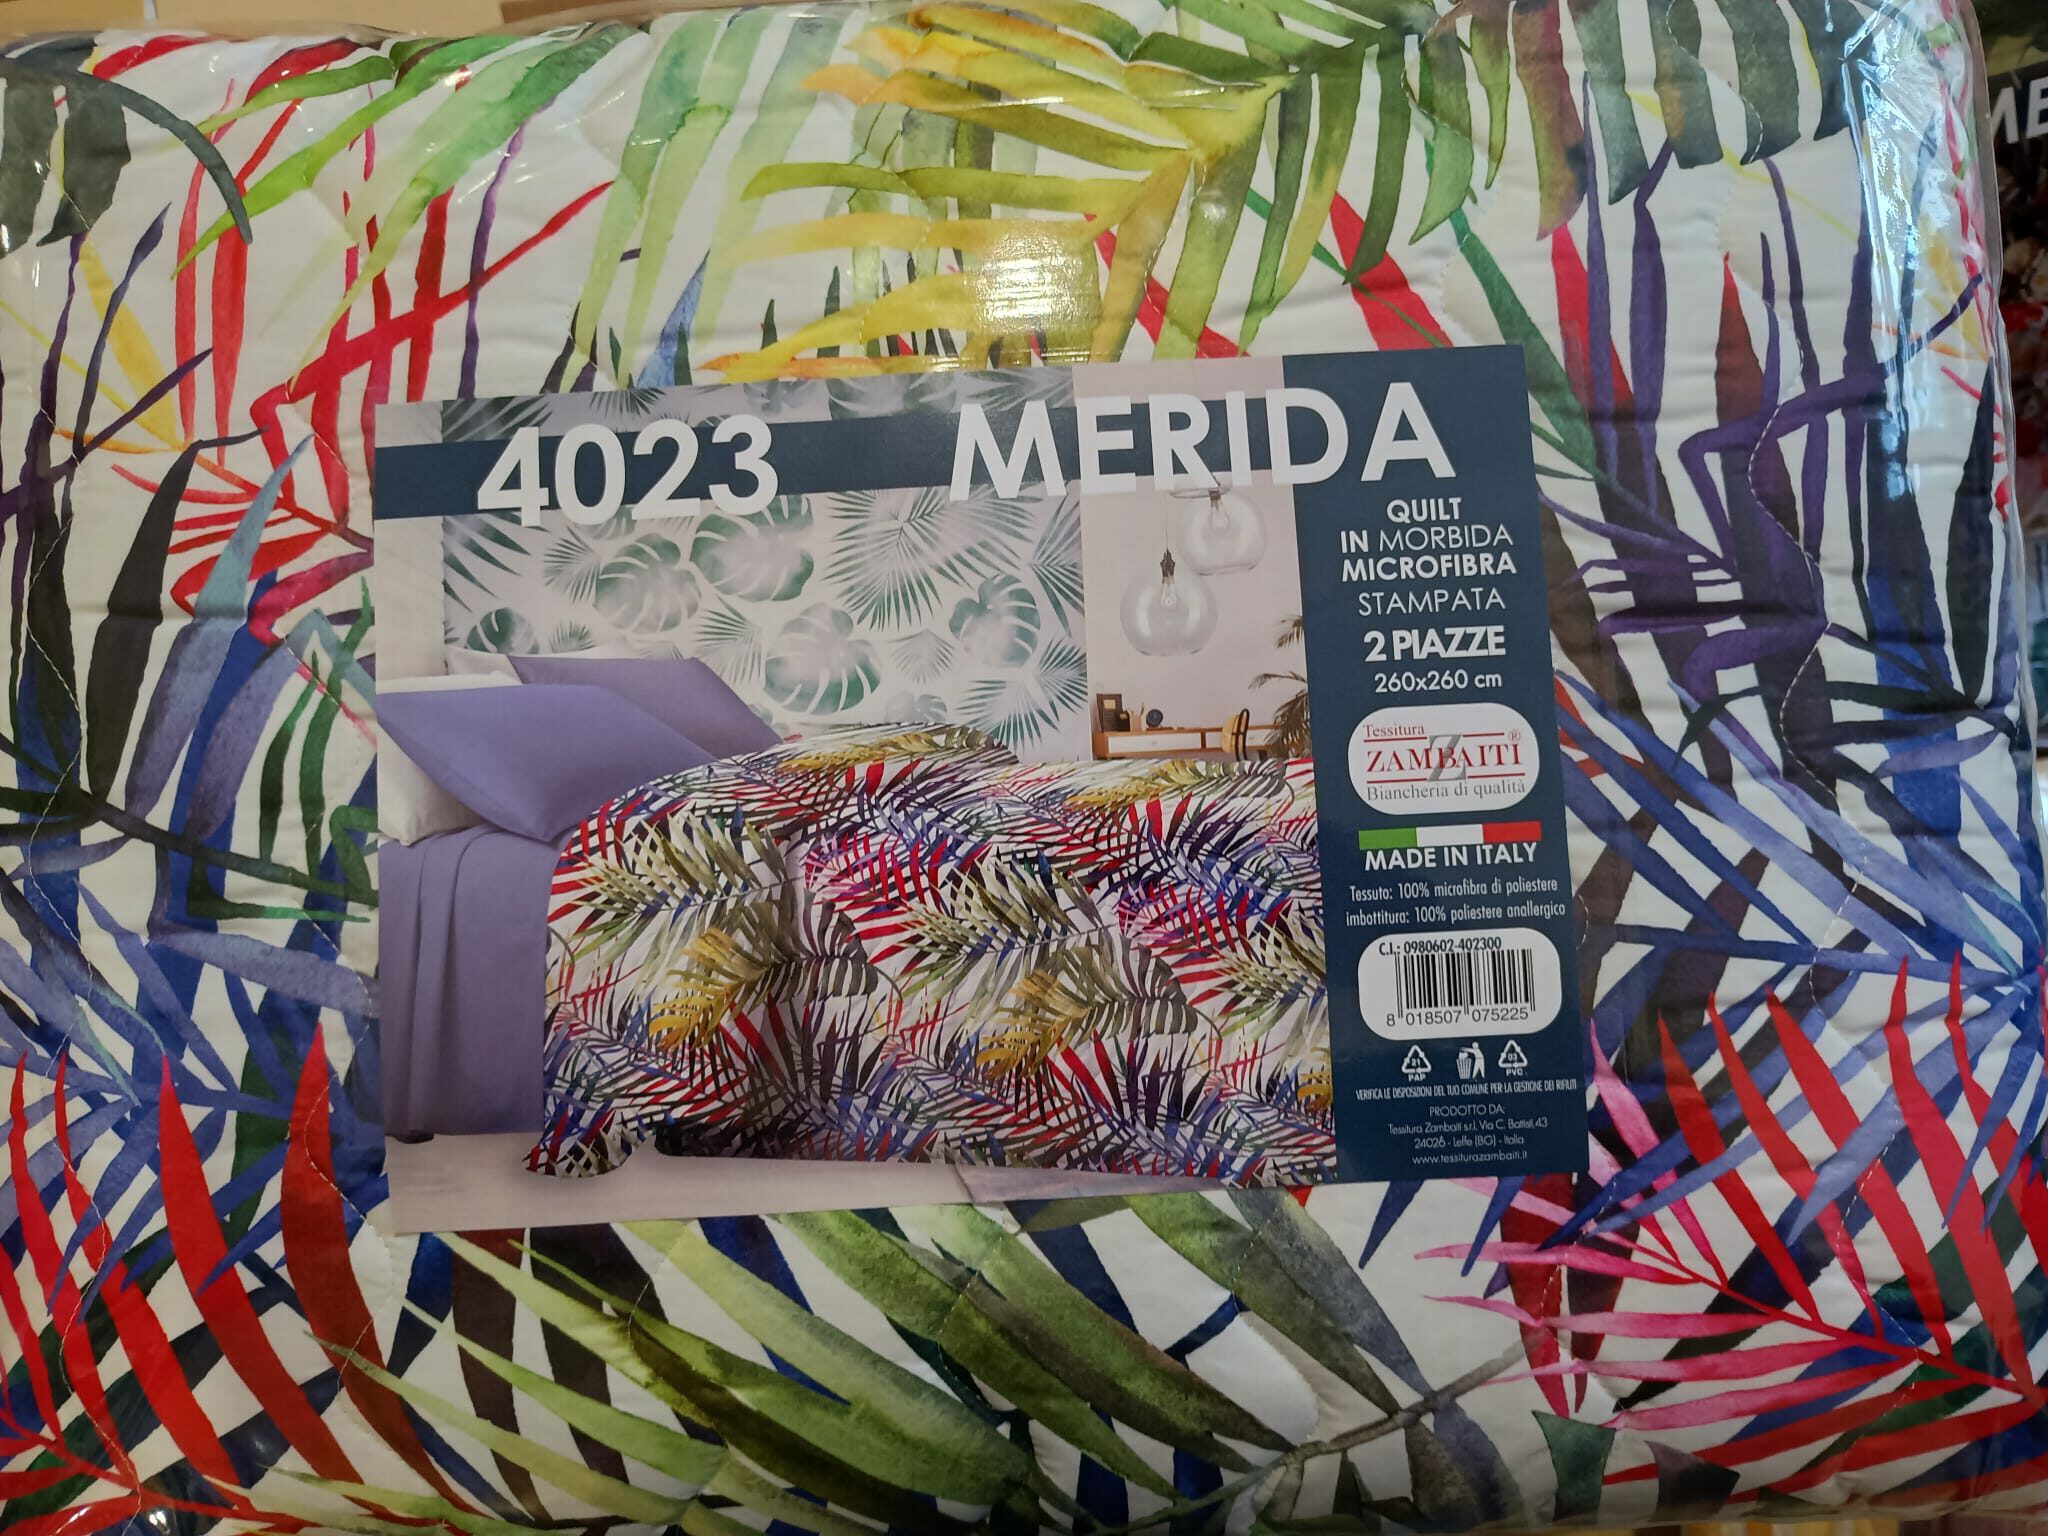 4023 MERIDA
QUILT
IN MORBIDA
MICROFIBRA
STAMPATA
2 PIAZZE
260x260 cm
Tessitura
ZAMBAITI ®
Biancheria di qualità
MADE IN ITALY
Tessuto: 100% microfibra di poliestere
imbottitura: 100% poliestere anallergico
C.I.: 0980602-402300
8 018507 075225
21
PAP
03
PVC
VERIFICA LE DISPOSIZIONI DEL TUO COMUNE PER LA GESTIONE DEI RIFIUTI
PRODOTTO DA:
Tessitura Zambaiti s.r.l. Via C. Battisti, 43
24026 - Leffe (BG) - Italia
www.tessiturazambaiti.it
ME